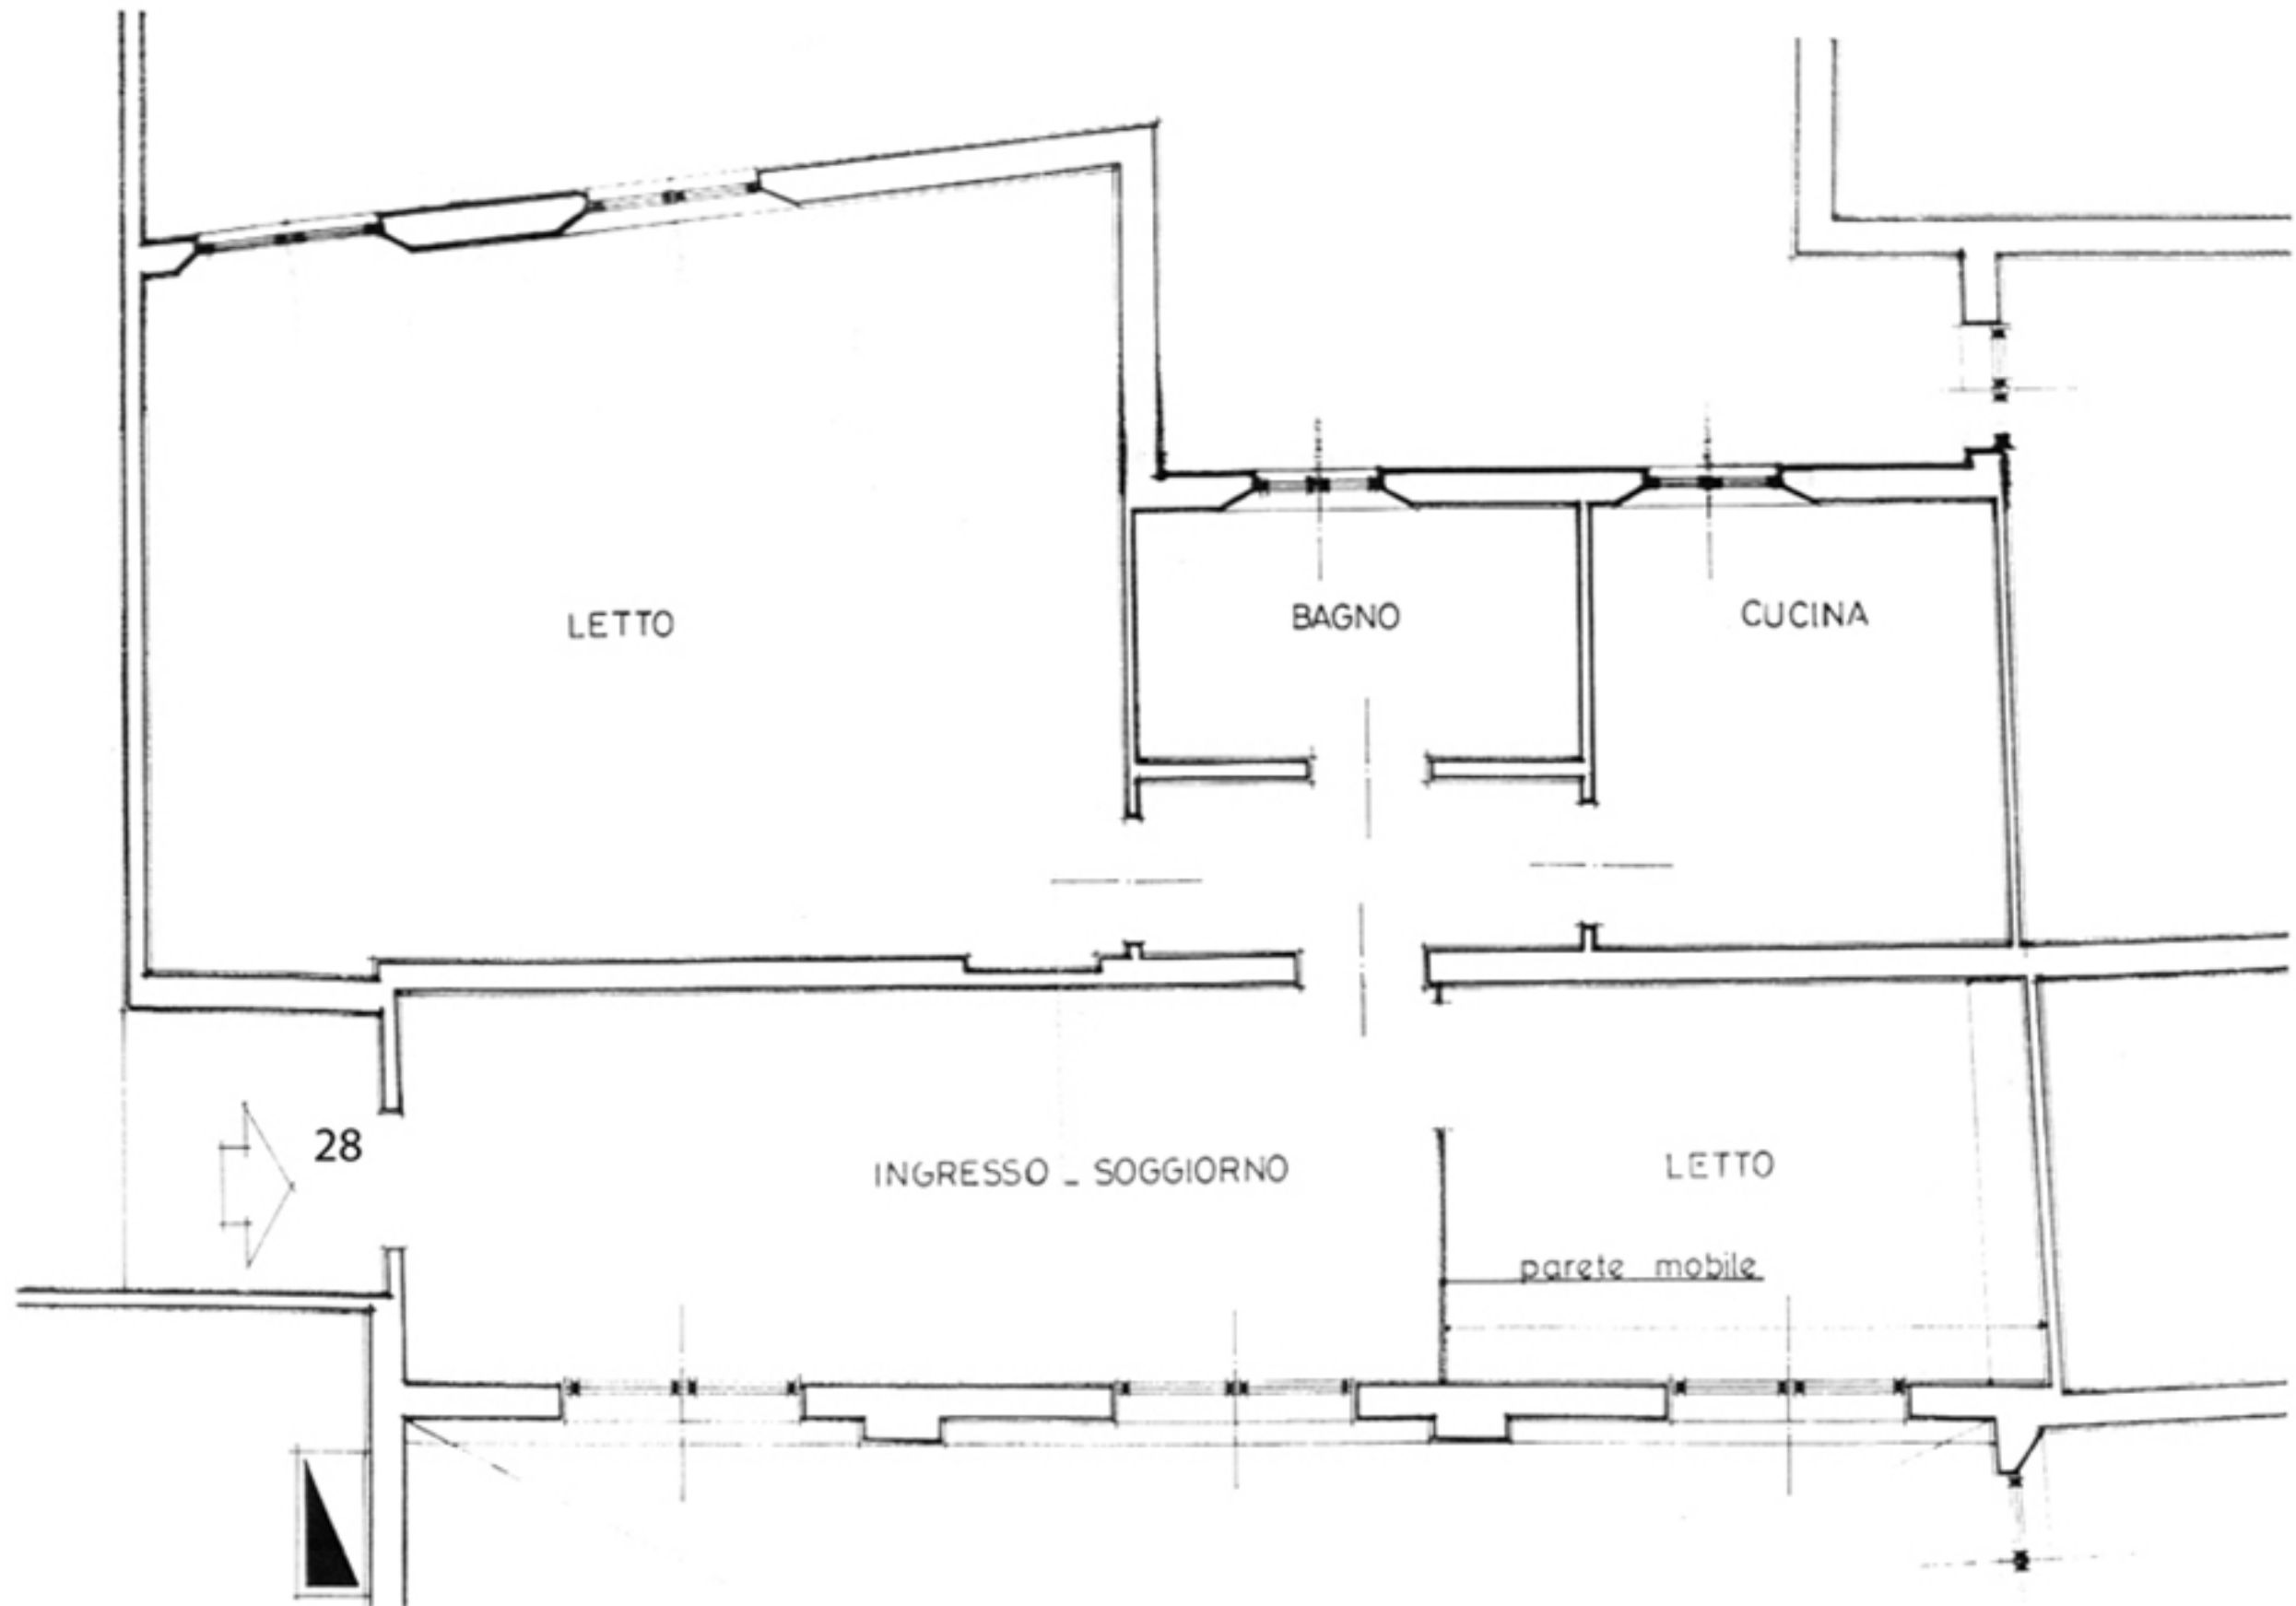 LETTO
BAGNO
CUCINA
28
INGRESSO _ SOGGIORNO
LETTO
parete mobile